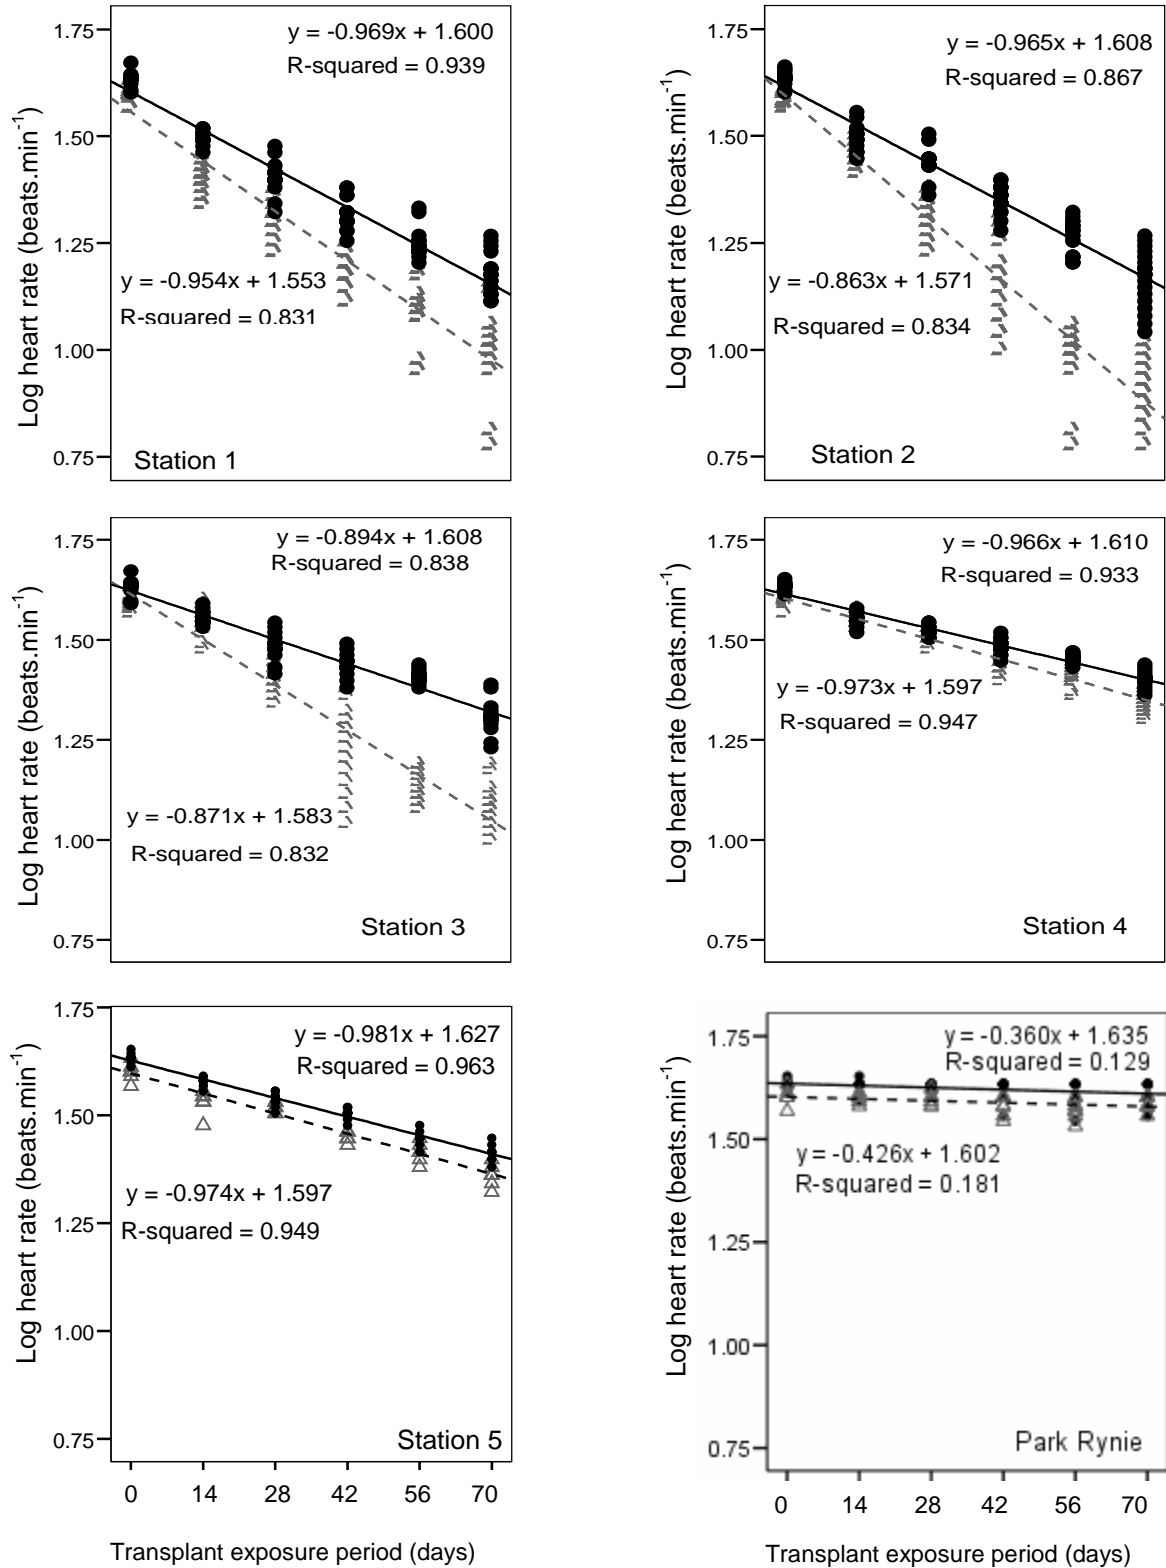 1.75
1.50
1.25
1.00
0.75
Log heart rate (beats.min-1)
y = -0.969x + 1.600
R-squared = 0.939
y = -0.954x + 1.553
R-squared = 0.831
Station 1
1.75
1.50
1.25
1.00
0.75
Log heart rate (beats.min-1)
y = -0.965x + 1.608
R-squared = 0.867
y = -0.863x + 1.571
R-squared = 0.834
Station 2
1.75
1.50
1.25
1.00
0.75
Log heart rate (beats.min-1)
y = -0.894x + 1.608
R-squared = 0.838
y = -0.871x + 1.583
R-squared = 0.832
Station 3
1.75
1.50
1.25
1.00
0.75
Log heart rate (beats.min-1)
y = -0.966x + 1.610
R-squared = 0.933
y = -0.973x + 1.597
R-squared = 0.947
Station 4
1.75
1.50
1.25
1.00
0.75
Log heart rate (beats.min-1)
y = -0.981x + 1.627
R-squared = 0.963
y = -0.974x + 1.597
R-squared = 0.949
Station 5
0 14 28 42 56 70
Transplant exposure period (days)
1.75
1.50
1.25
1.00
0.75
Log heart rate (beats.min-1)
y = -0.360x + 1.635
R-squared = 0.129
y = -0.426x + 1.602
R-squared = 0.181
Park Rynie
0 14 28 42 56 70
Transplant exposure period (days)